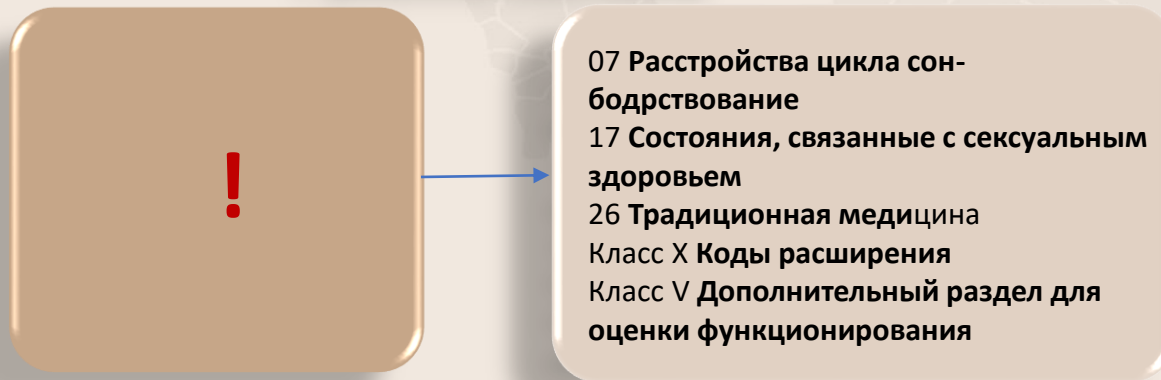 !
07 Расстройства цикла сон-
бодрствование
17 Состояния, связанные с сексуальным
здоровьем
26 Традиционная медицина
Класс X Коды расширения
Класс V Дополнительный раздел для
оценки функционирования